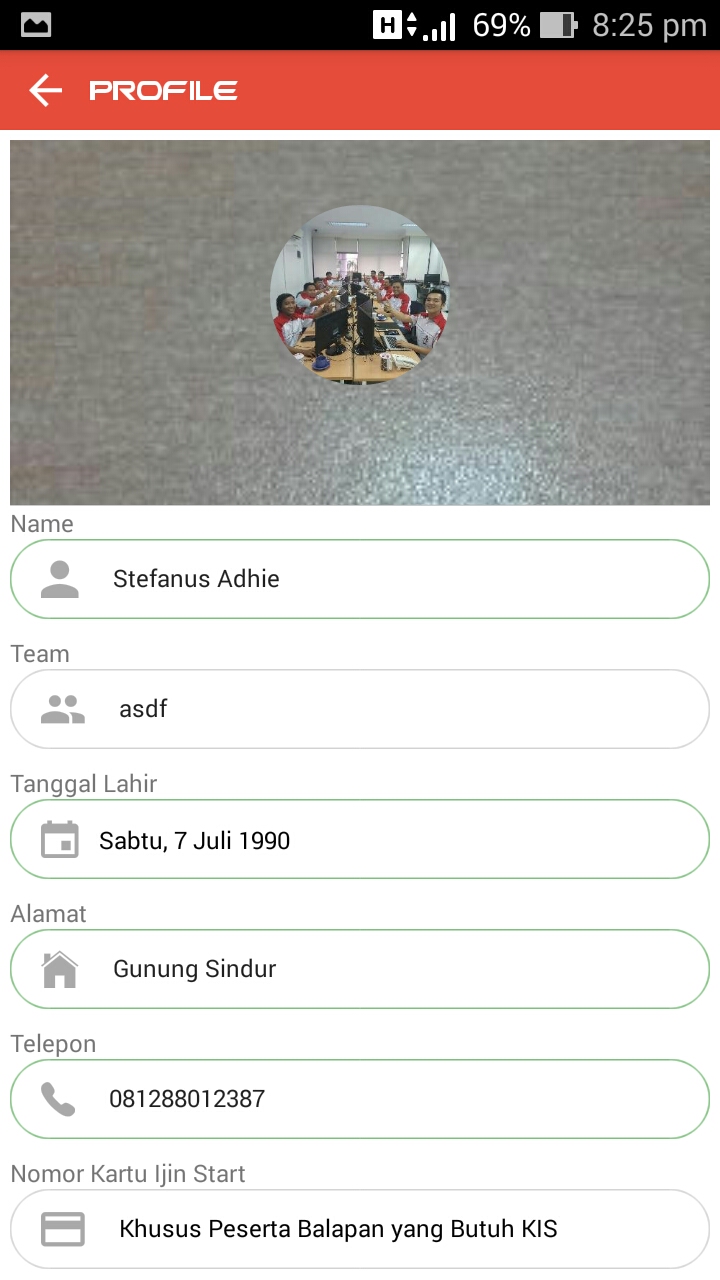 H 69% 8:25 pm
PROFILE
Name
Stefanus Adhie
Team
asdf
Tanggal Lahir
Sabtu, 7 Juli 1990
Alamat
Gunung Sindur
Telepon
081288012387
Nomor Kartu Ijin Start
Khusus Peserta Balapan yang Butuh KIS